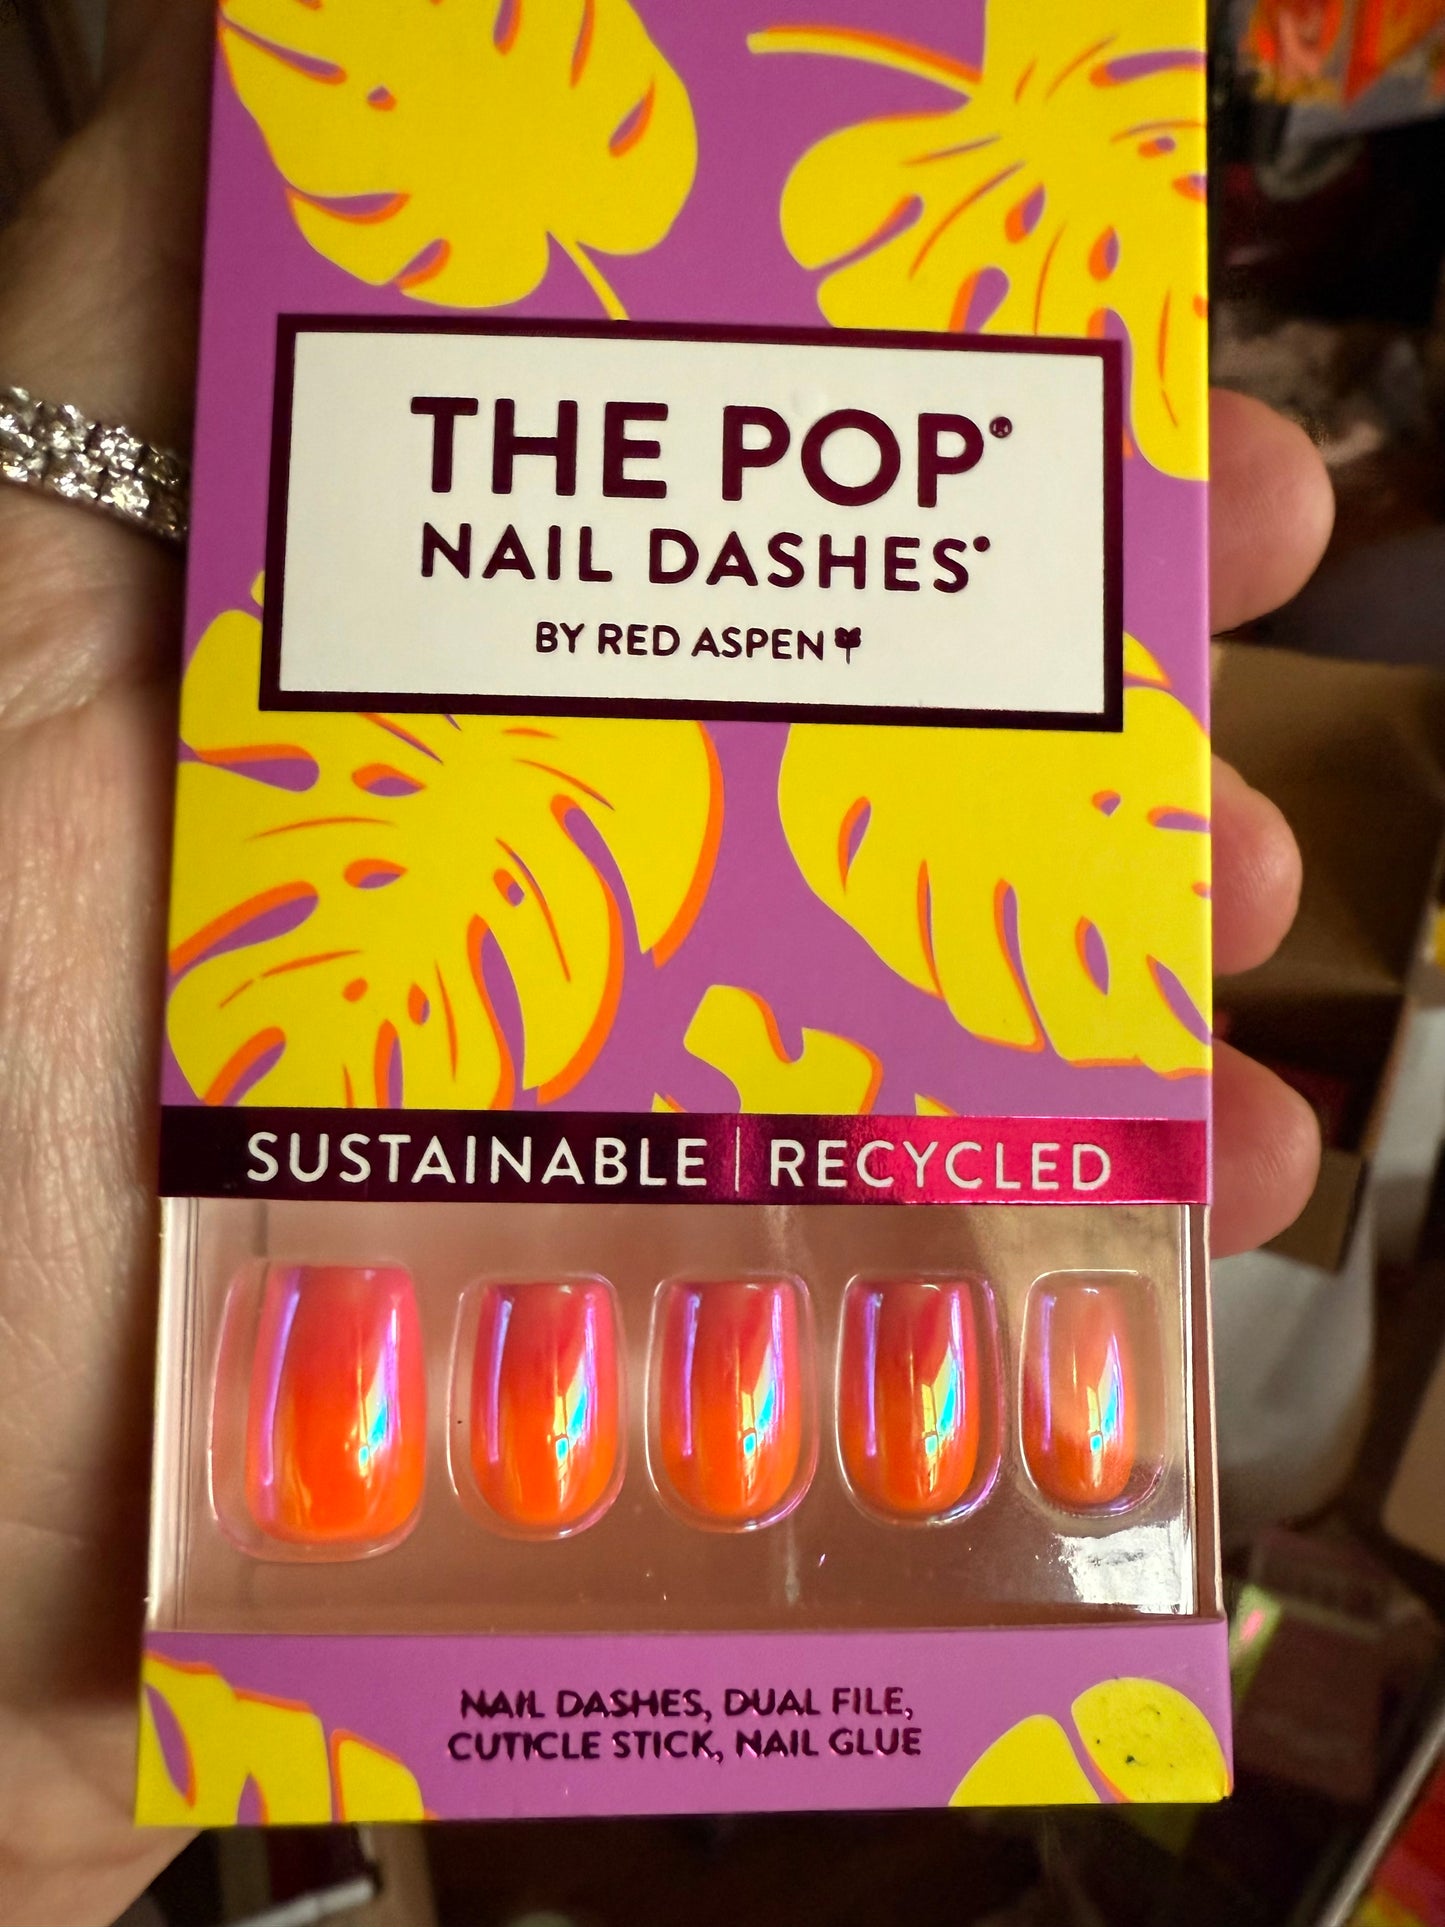 THE POP®
NAIL DASHES®
BY RED ASPEN
SUSTAINABLE | RECYCLED
NAIL DASHES, DUAL FILE,
CUTICLE STICK, NAIL GLUE